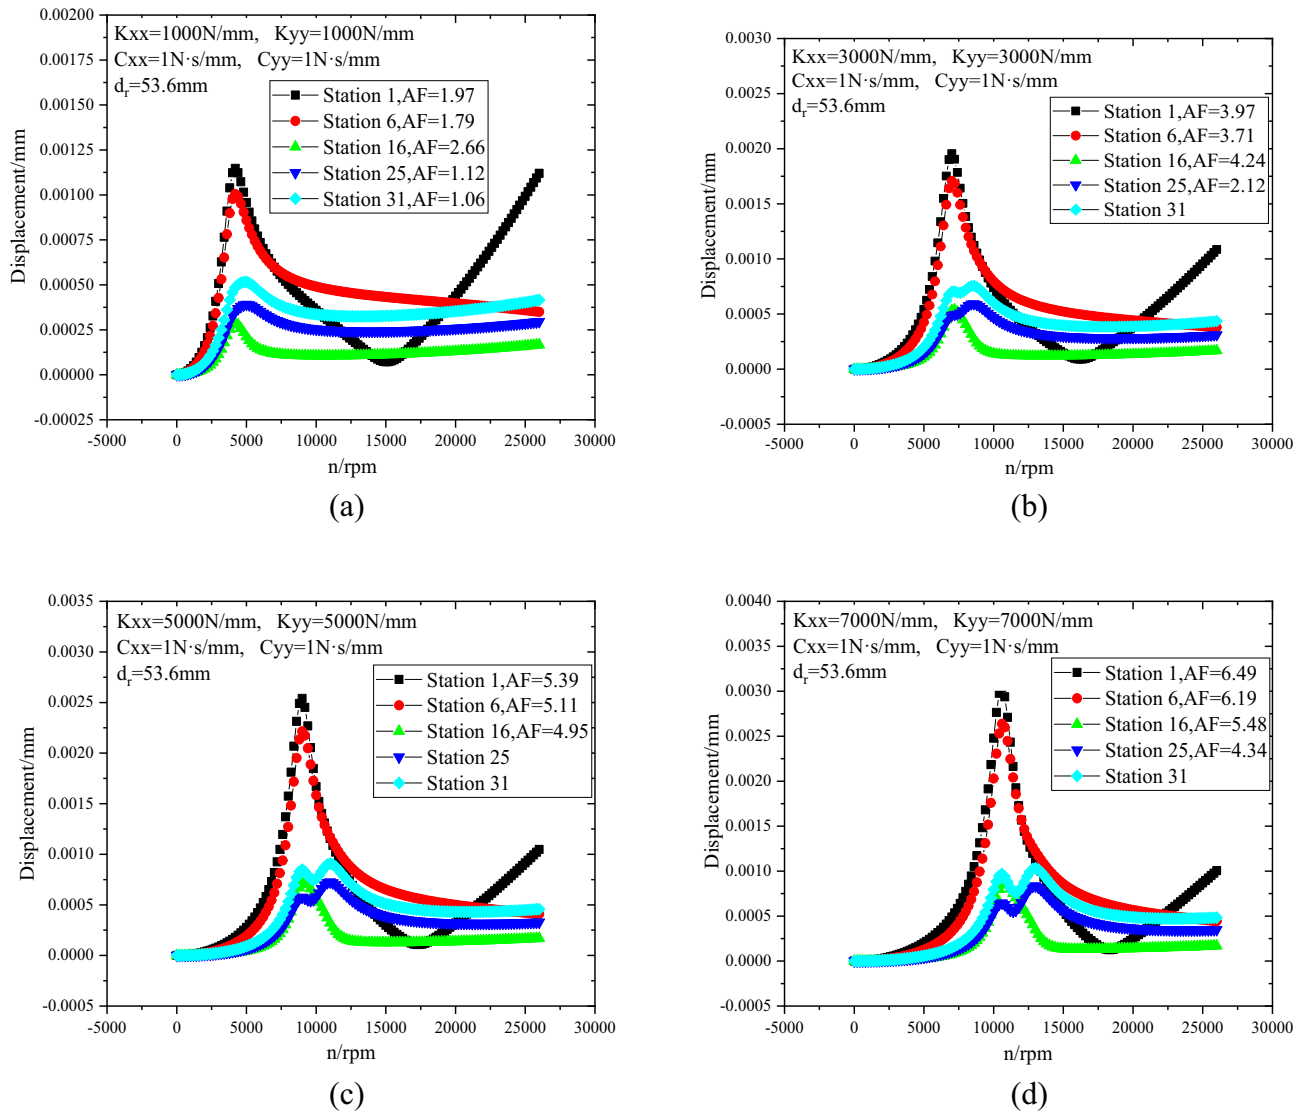 0.00200
0.00175
0.00150
0.00125
0.00100
0.00075
0.00050
0.00025
0.00000
-0.00025
Displacement/mm
Kxx=1000N/mm, Kyy=1000N/mm
Cxx=1N·s/mm, Cyy=1N·s/mm
dr=53.6mm
Station 1,AF=1.97
Station 6,AF=1.79
Station 16,AF=2.66
Station 25,AF=1.12
Station 31,AF=1.06
-5000 0 5000 10000 15000 20000 25000 30000
n/rpm
(a)
0.0030
0.0025
0.0020
0.0015
0.0010
0.0005
0.0000
-0.0005
Displacement/mm
Kxx=3000N/mm, Kyy=3000N/mm
Cxx=1N·s/mm, Cyy=1N·s/mm
dr=53.6mm
Station 1,AF=3.97
Station 6,AF=3.71
Station 16,AF=4.24
Station 25,AF=2.12
Station 31
-5000 0 5000 10000 15000 20000 25000 30000
n/rpm
(b)
0.0035
0.0030
0.0025
0.0020
0.0015
0.0010
0.0005
0.0000
-0.0005
Displacement/mm
Kxx=5000N/mm, Kyy=5000N/mm
Cxx=1N·s/mm, Cyy=1N·s/mm
dr=53.6mm
Station 1,AF=5.39
Station 6,AF=5.11
Station 16,AF=4.95
Station 25
Station 31
-5000 0 5000 10000 15000 20000 25000 30000
n/rpm
(c)
0.0040
0.0035
0.0030
0.0025
0.0020
0.0015
0.0010
0.0005
0.0000
-0.0005
Displacement/mm
Kxx=7000N/mm, Kyy=7000N/mm
Cxx=1N·s/mm, Cyy=1N·s/mm
dr=53.6mm
Station 1,AF=6.49
Station 6,AF=6.19
Station 16,AF=5.48
Station 25,AF=4.34
Station 31
-5000 0 5000 10000 15000 20000 25000 30000
n/rpm
(d)